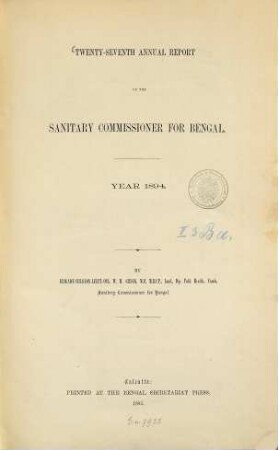 TWENTY-SEVENTH ANNUAL REPORT
OF THE
SANITARY COMMISSIONER FOR BENGAL.
YEAR 1894.
BY
Sanitary Commissioner for Bengal
Calcutta:
PRINTED AT THE BENGAL SECRETARIAT PRESS.
1895.